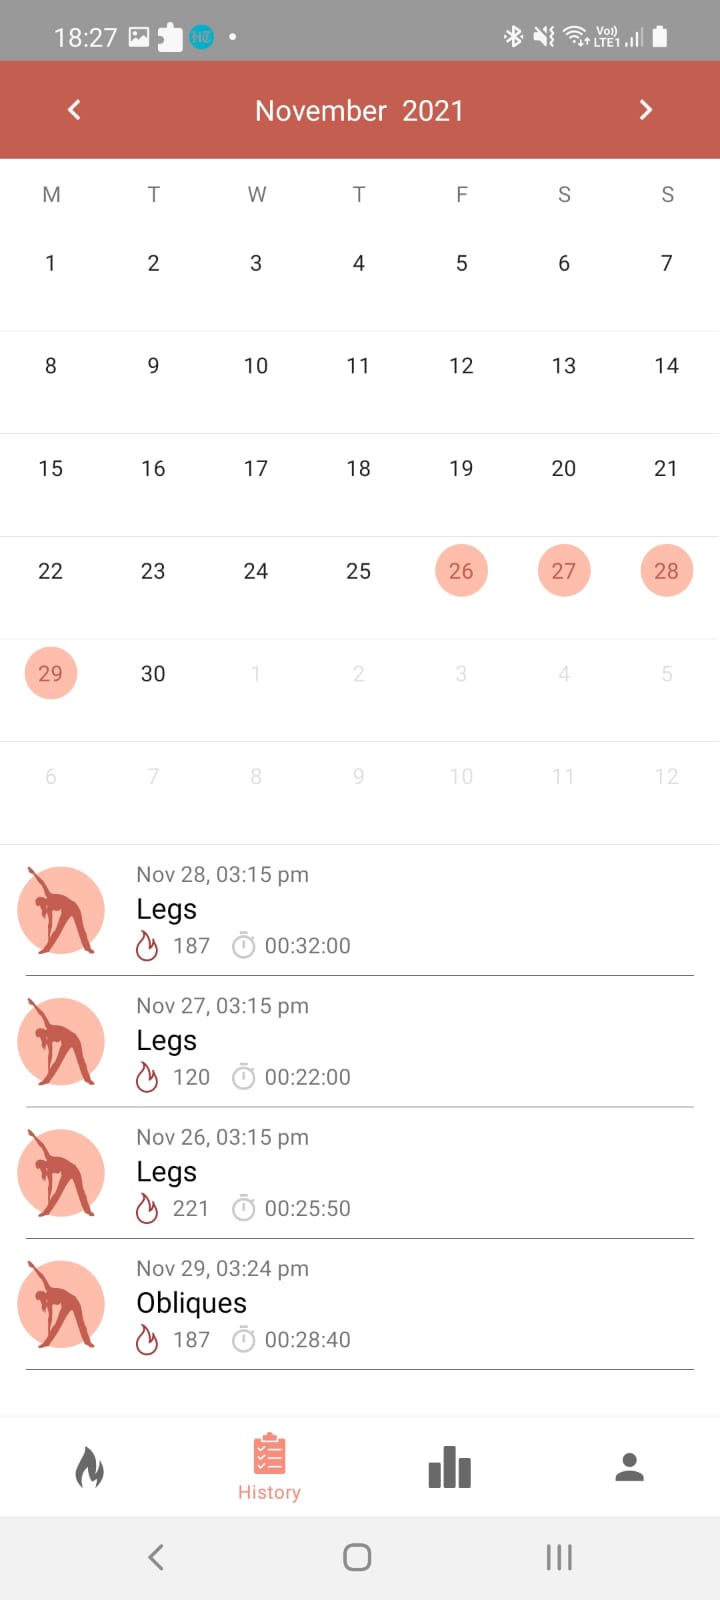 18:27
Vo)) LTE1
November 2021
M T W T F S S
1 2 3 4 5 6 7
8 9 10 11 12 13 14
15 16 17 18 19 20 21
22 23 24 25 26 27 28
29 30 1 2 3 4 5
6 7 8 9 10 11 12
Nov 28, 03:15 pm
Legs
187 00:32:00
Nov 27, 03:15 pm
Legs
120 00:22:00
Nov 26, 03:15 pm
Legs
221 00:25:50
Nov 29, 03:24 pm
Obliques
187 00:28:40
History